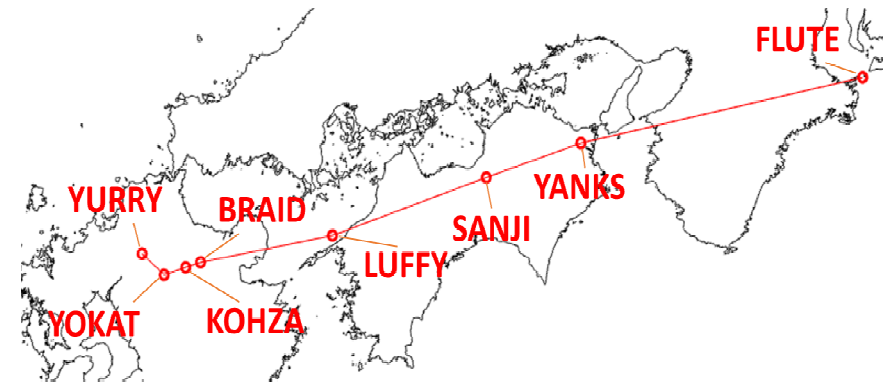 FLUTE
YURRY
BRAID
YANKS
SANJI
LUFFY
YOKAT
KOHZA